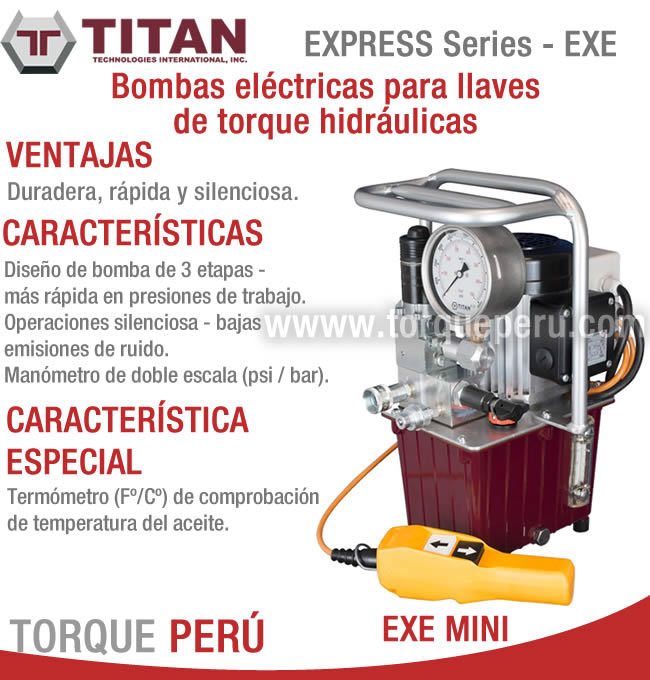 TITAN
TECHNOLOGIES INTERNATIONAL, INC.
EXPRESS Series - EXE
Bombas eléctricas para llaves
de torque hidráulicas
VENTAJAS
Duradera, rápida y silenciosa.
CARACTERÍSTICAS
Diseño de bomba de 3 etapas -
más rápida en presiones de trabajo.
Operaciones silenciosa - bajas
emisiones de ruido.
Manómetro de doble escala (psi / bar).
www.torqueperu.com
TITAN
CARACTERÍSTICA
ESPECIAL
Termómetro (Fº/Cº) de comprobación
de temperatura del aceite.
TORQUE PERÚ
EXE MINI